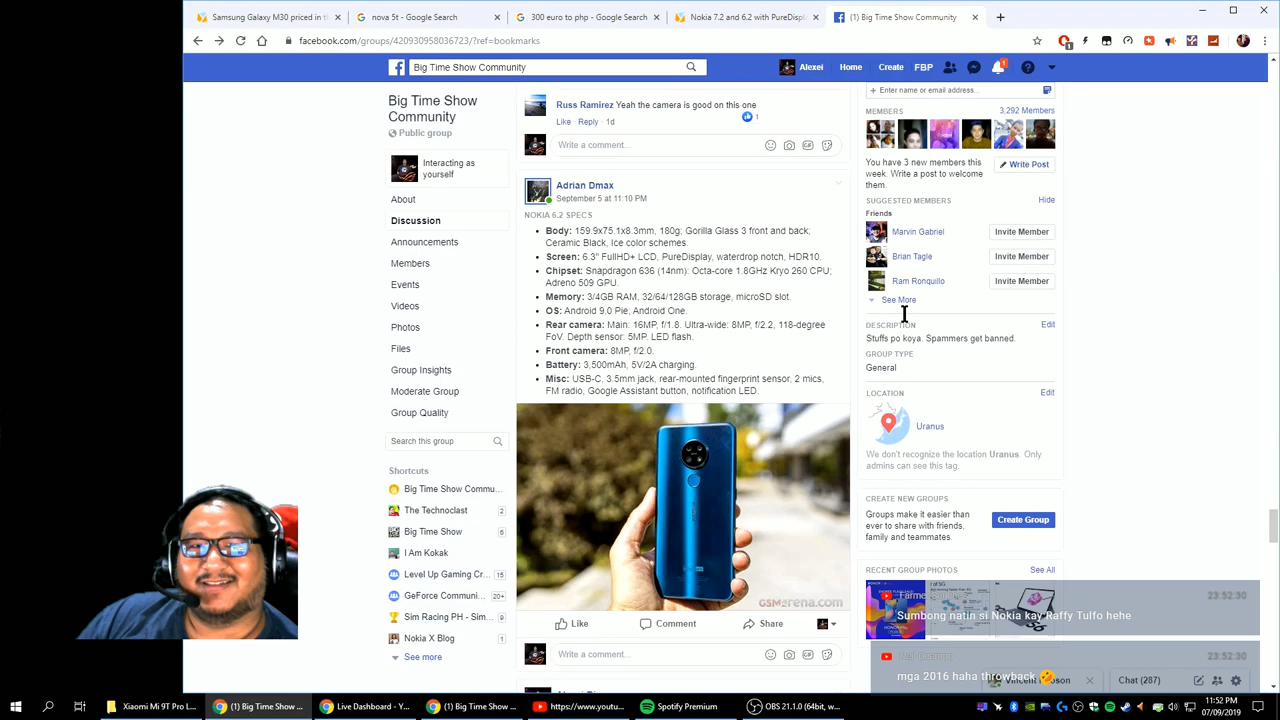 Samsung Galaxy M30 priced in t
nova 5t - Google Search
300 euro to php - Google Search
Nokia 7.2 and 6.2 with PureDispl
(1) Big Time Show Community
facebook.com/groups/420930958036723/?ref=bookmarks
Big Time Show Community
Alexei
Home
Create
FBP
Big Time Show
Community
Public group
Interacting as
yourself
About
Discussion
Announcements
Members
Events
Videos
Photos
Files
Group Insights
Moderate Group
Group Quality
Search this group
Shortcuts
Big Time Show Commu...
The Technoclast 2
Big Time Show 6
I Am Kokak
Level Up Gaming Cr... 15
GeForce Communi... 20+
Sim Racing PH - Sim... 9
Nokia X Blog 1
See more
Russ Ramirez Yeah the camera is good on this one
Like · Reply · 1d
1
Write a comment...
Adrian Dmax
September 5 at 11:10 PM
NOKIA 6.2 SPECS
• Body: 159.9x75.1x8.3mm, 180g; Gorilla Glass 3 front and back;
Ceramic Black, Ice color schemes.
• Screen: 6.3" FullHD+ LCD, PureDisplay, waterdrop notch, HDR10.
• Chipset: Snapdragon 636 (14nm): Octa-core 1.8GHz Kryo 260 CPU;
Adreno 509 GPU.
• Memory: 3/4GB RAM, 32/64/128GB storage, microSD slot.
• OS: Android 9.0 Pie; Android One.
• Rear camera: Main: 16MP, f/1.8. Ultra-wide: 8MP, f/2.2, 118-degree
FoV. Depth sensor: 5MP. LED flash.
• Front camera: 8MP, f/2.0.
• Battery: 3,500mAh, 5V/2A charging.
• Misc: USB-C, 3.5mm jack, rear-mounted fingerprint sensor, 2 mics,
FM radio, Google Assistant button, notification LED.
GSMarena.com
Like
Comment
Share
Write a comment...
+ Enter name or email address...
MEMBERS
3,292 Members
You have 3 new members this
week. Write a post to welcome
them.
Write Post
SUGGESTED MEMBERS
Hide
Friends
Marvin Gabriel
Invite Member
Brian Tagle
Invite Member
Ram Ronquillo
Invite Member
See More
DESCRIPTION
Edit
Stuffs po koya. Spammers get banned.
GROUP TYPE
General
LOCATION
Edit
Uranus
We don't recognize the location Uranus. Only
admins can see this tag.
CREATE NEW GROUPS
Groups make it easier than
ever to share with friends,
family and teammates.
Create Group
RECENT GROUP PHOTOS
See All
23:52:30
Sumbong natin si Nokia kay Raffy Tulfo hehe
23:52:30
mga 2016 haha throwback
Chat (287)
Xiaomi Mi 9T Pro L...
(1) Big Time Show ...
Live Dashboard - Y...
(1) Big Time Show ...
https://www.youtu...
Spotify Premium
OBS 21.1.0 (64bit, w...
11:52 PM
07/09/2019